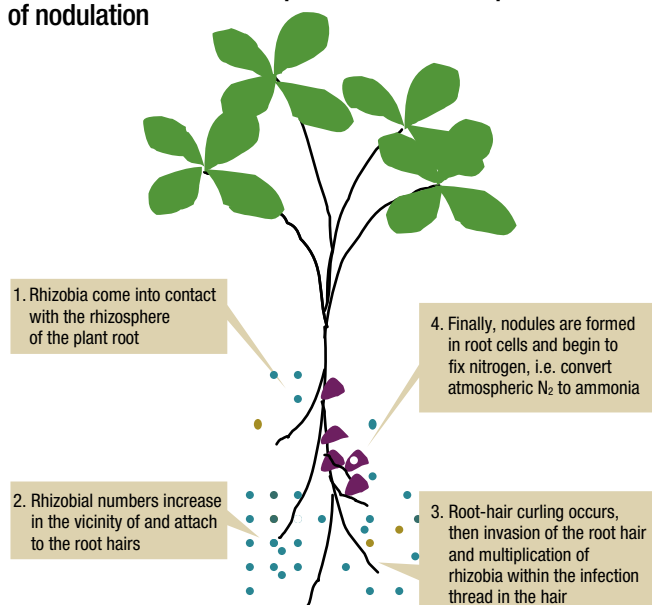 of nodulation
1. Rhizobia come into contact
with the rhizosphere
of the plant root
2. Rhizobial numbers increase
in the vicinity of and attach
to the root hairs
4. Finally, nodules are formed
in root cells and begin to
fix nitrogen, i.e. convert
atmospheric N₂ to ammonia
3. Root-hair curling occurs,
then invasion of the root hair
and multiplication of
rhizobia within the infection
thread in the hair